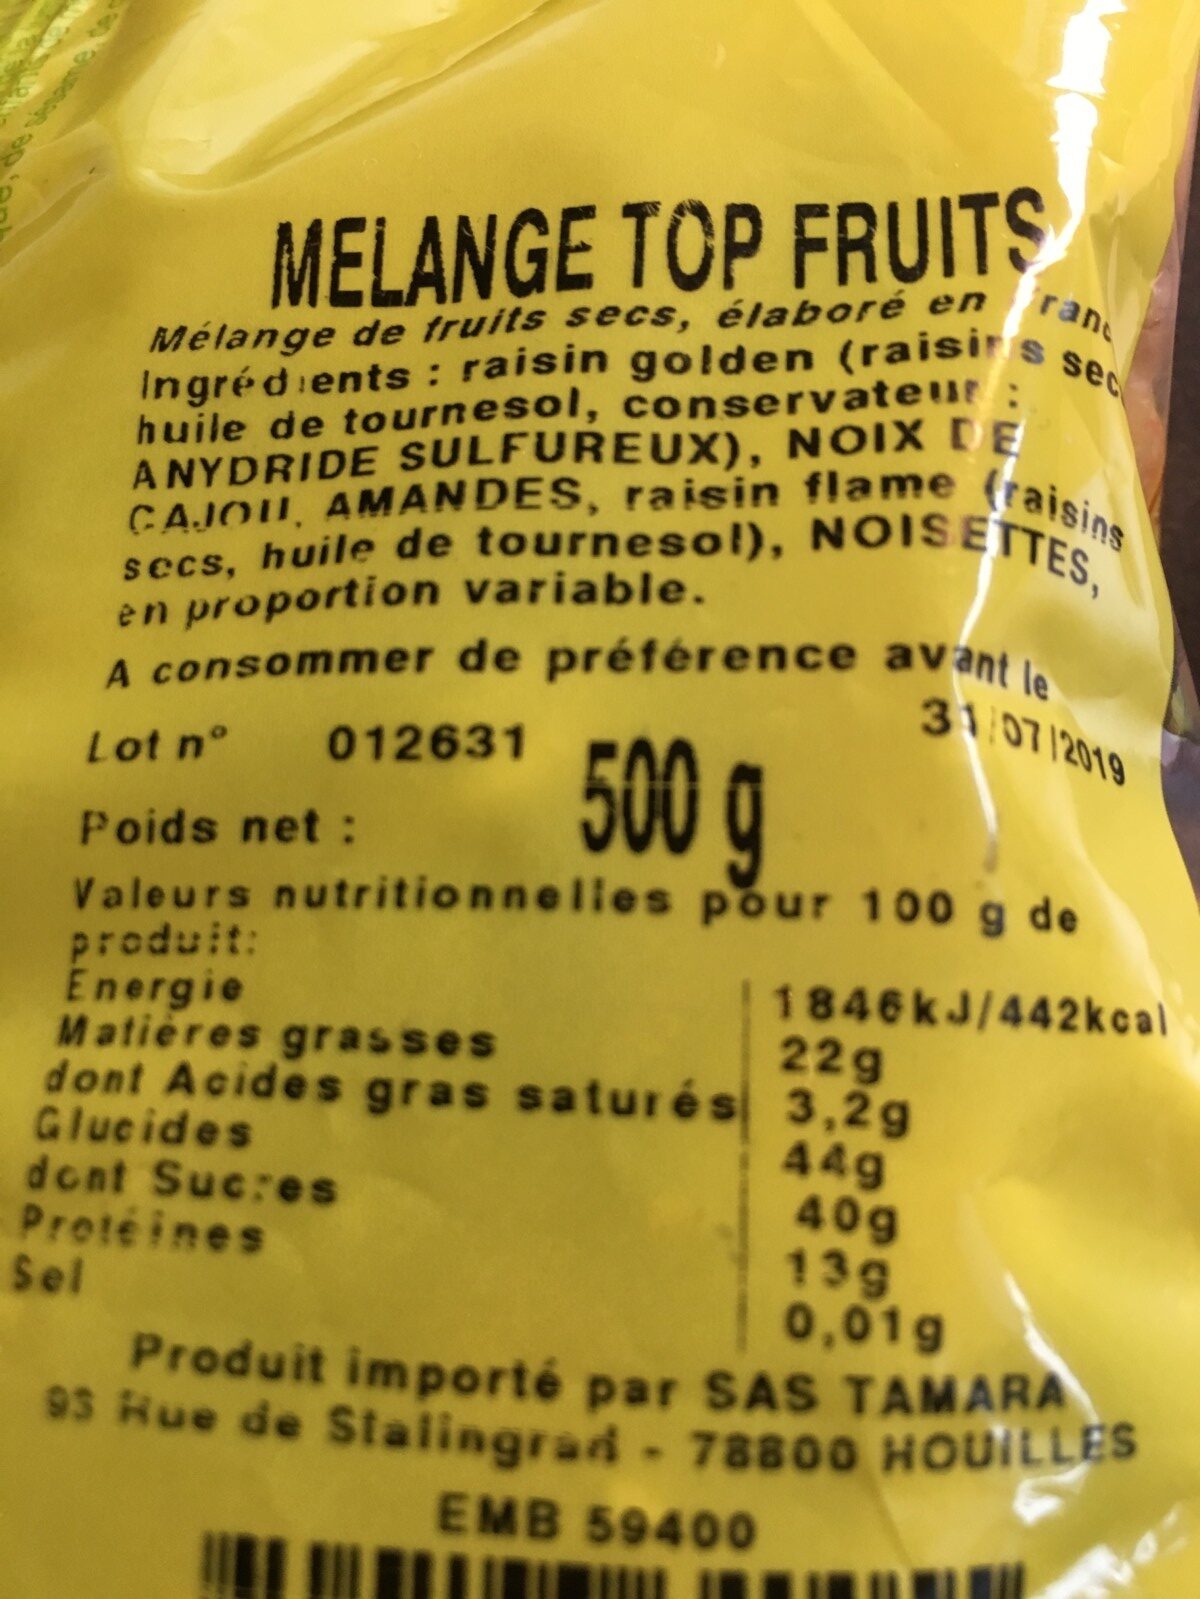 MELANGE TOP FRUITS
Mélange de fruits secs, élaboré en
Ingrédients : raisin golden (raisins sec
huile de tournesol, conservateur :
ANYDRIDE SULFUREUX), NOIX DE
CAJOU, AMANDES, raisin flame (raisins
secs, huile de tournesol), NOISETTES,
en proportion variable.
A consommer de préférence avant le
31/07/2019
Lot n° 012631
Poids net : 500 g
Valeurs nutritionnelles pour 100 g de
produit:
Energie 1846kJ/442kcal
Matières grasses 22g
dont Acides gras saturés 3,2g
Glucides 44g
dont Sucres 40g
Protéines 13g
Sel 0,01g
Produit importé par SAS TAMARA
93 Rue de Stalingrad - 78800 HOUILLES
EMB 59400